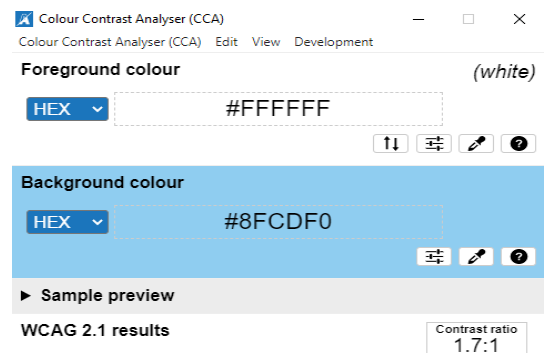 Colour Contrast Analyser (CCA)
Colour Contrast Analyser (CCA) Edit View Development
Foreground colour (white)
HEX #FFFFFF
Background colour
HEX #8FCDF0
Sample preview
WCAG 2.1 results
Contrast ratio
1.7:1